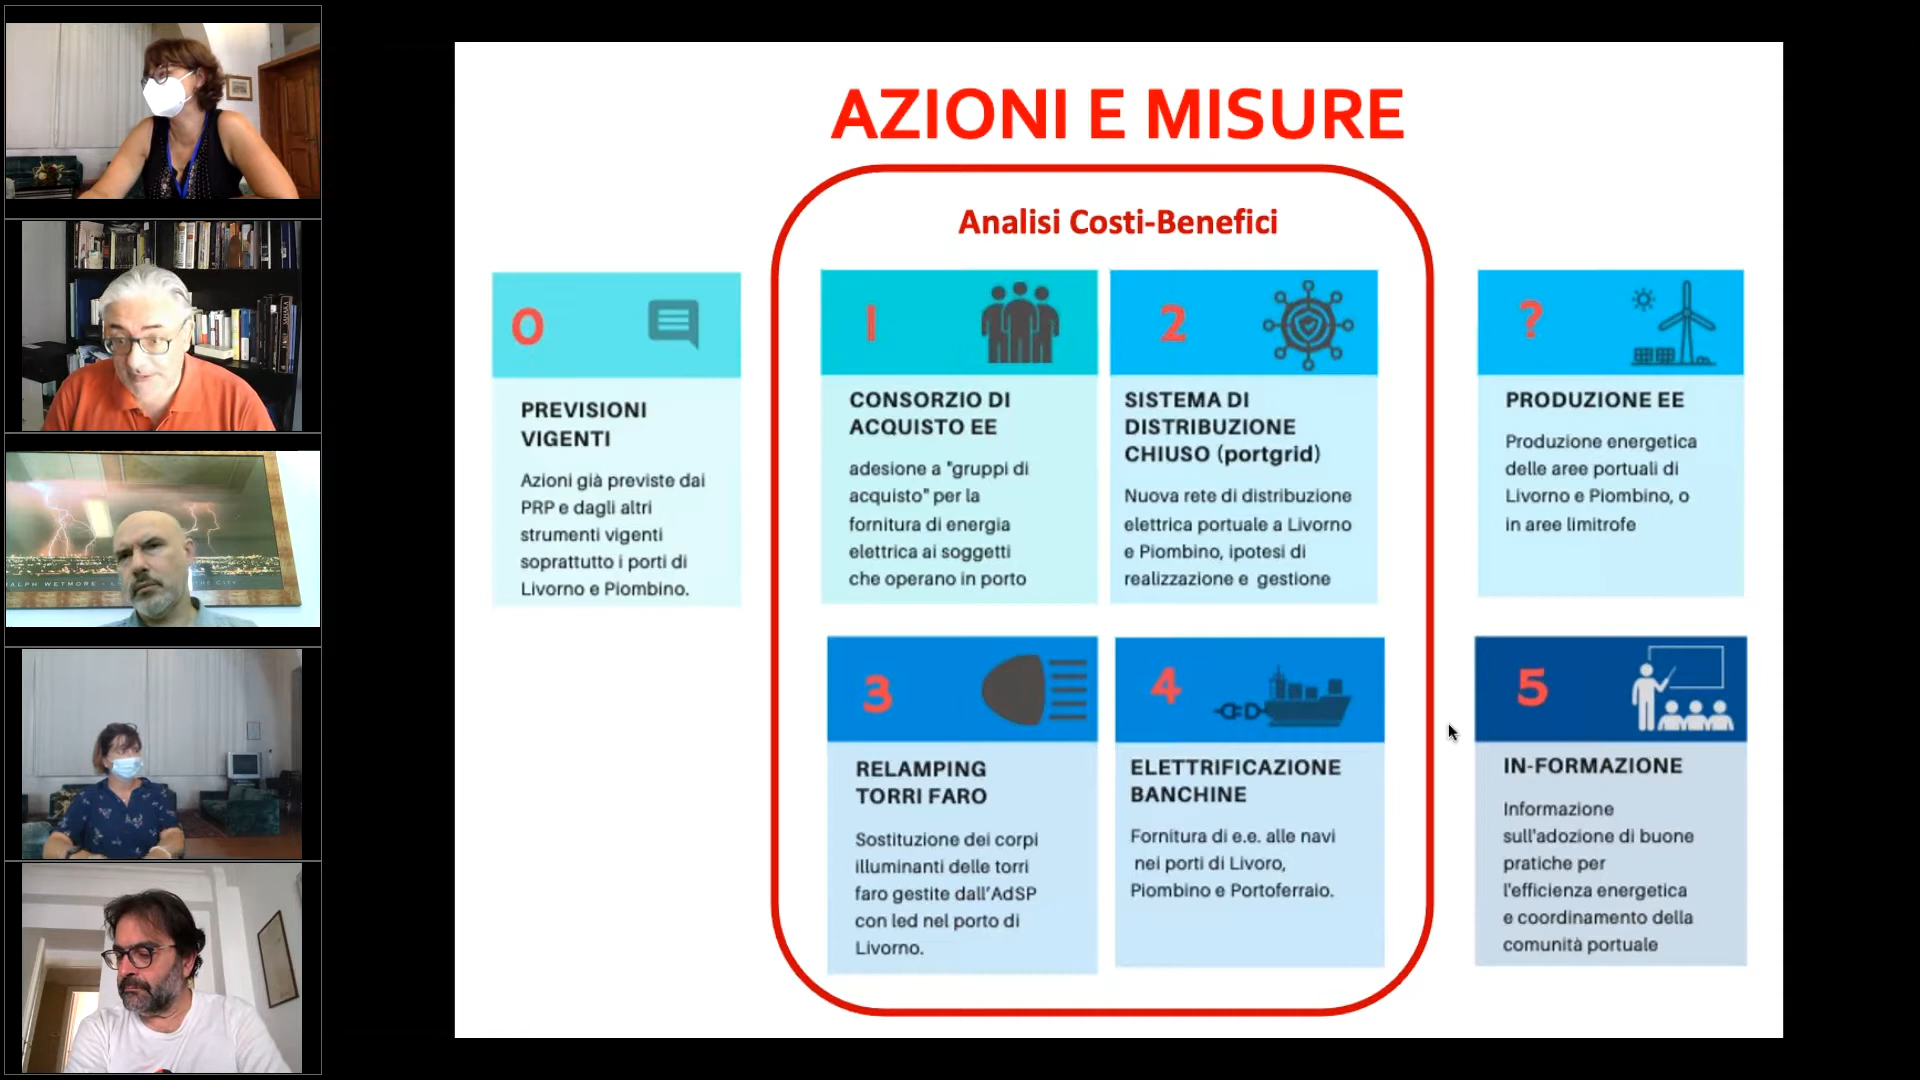 AZIONI E MISURE
Analisi Costi-Benefici
0
PREVISIONI
VIGENTI
Azioni già previste dai
PRP e dagli altri
strumenti vigenti
soprattutto i porti di
Livorno e Piombino.
1
CONSORZIO DI
ACQUISTO EE
adesione a "gruppi di
acquisto" per la
fornitura di energia
elettrica ai soggetti
che operano in porto
2
SISTEMA DI
DISTRIBUZIONE
CHIUSO (portgrid)
Nuova rete di distribuzione
elettrica portuale a Livorno
e Piombino, ipotesi di
realizzazione e gestione
?
PRODUZIONE EE
Produzione energetica
delle aree portuali di
Livorno e Piombino, o
in aree limitrofe
3
RELAMPING
TORRI FARO
Sostituzione dei corpi
illuminanti delle torri
faro gestite dall'AdSP
con led nel porto di
Livorno.
4
ELETTRIFICAZIONE
BANCHINE
Fornitura di e.e. alle navi
nei porti di Livoro,
Piombino e Portoferraio.
5
IN-FORMAZIONE
Informazione
sull'adozione di buone
pratiche per
l'efficienza energetica
e coordinamento della
comunità portuale
WETMORE
THE CITY